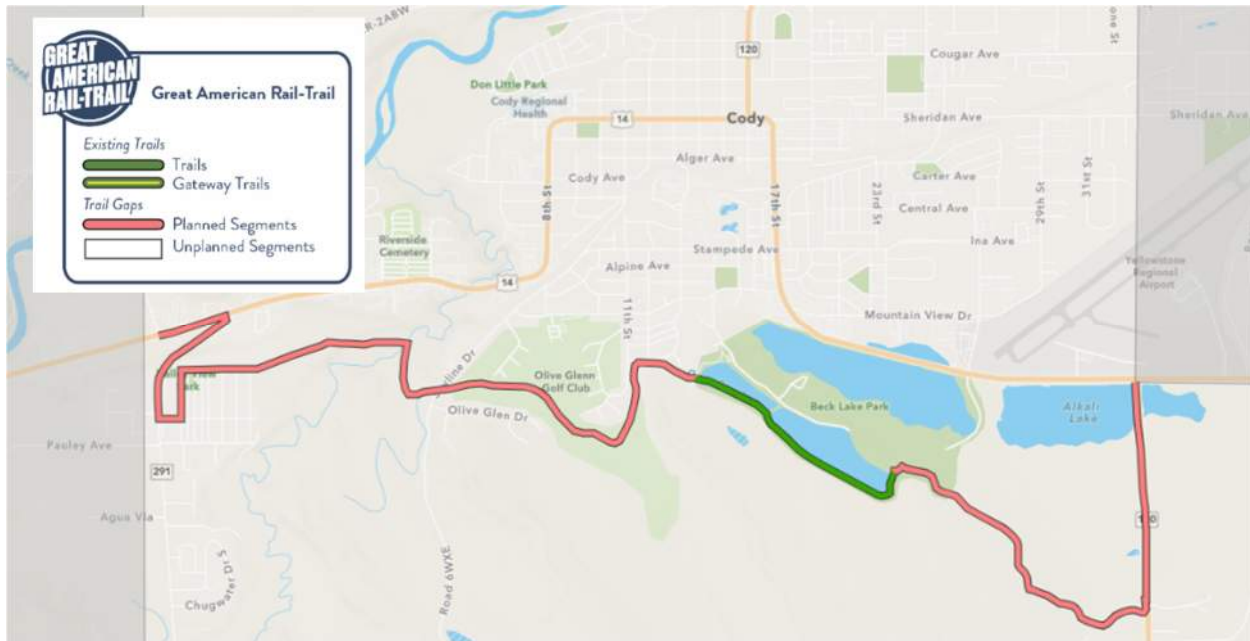 GREAT
AMERICAN
RAIL-TRAIL
Great American Rail-Trail
Existing Trails
Trails
Gateway Trails
Trail Gaps
Planned Segments
Unplanned Segments
R-2ABW
120
Cougar Ave
Don Little Park
Cody Regional
Health
14
Cody
Sheridan Ave
Sheridan Ave
Alger Ave
Cody Ave
8th St
17th St
23rd St
Carter Ave
Central Ave
29th St
31st St
Riverside
Cemetery
Stampede Ave
Ina Ave
Alpine Ave
14
Yellowstone
Regional
Airport
11th St
Mountain View Dr
Olive Glenn
Golf Club
Olive Glen Dr
Beck Lake Park
Alkali
Lake
Pauley Ave
291
Agua Via
Chugwater Dr S
Road 6WXE